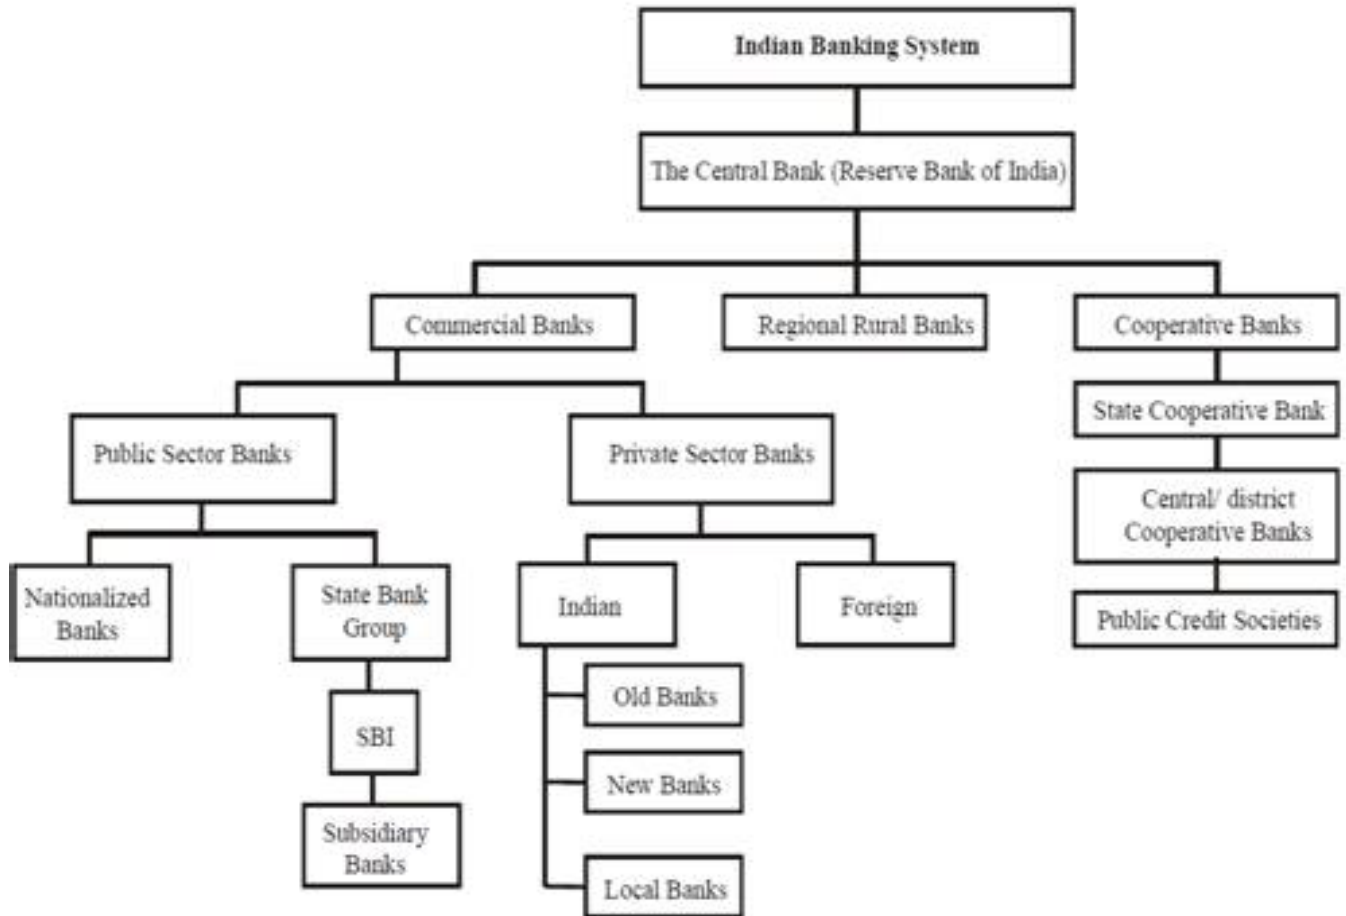 Indian Banking System
The Central Bank (Reserve Bank of India)
Commercial Banks
Regional Rural Banks
Cooperative Banks
State Cooperative Bank
Public Sector Banks
Private Sector Banks
Central/ district
Cooperative Banks
Nationalized
Banks
State Bank
Group
Indian
Foreign
Public Credit Societies
Old Banks
SBI
New Banks
Subsidiary
Banks
Local Banks